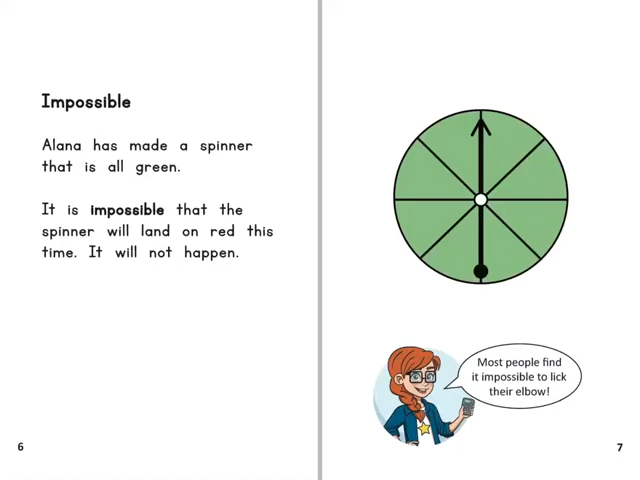 Impossible
Alana has made a spinner
that is all green.
It is impossible that the
spinner will land on red this
time. It will not happen.
6
Most people find
it impossible to lick
their elbow!
7